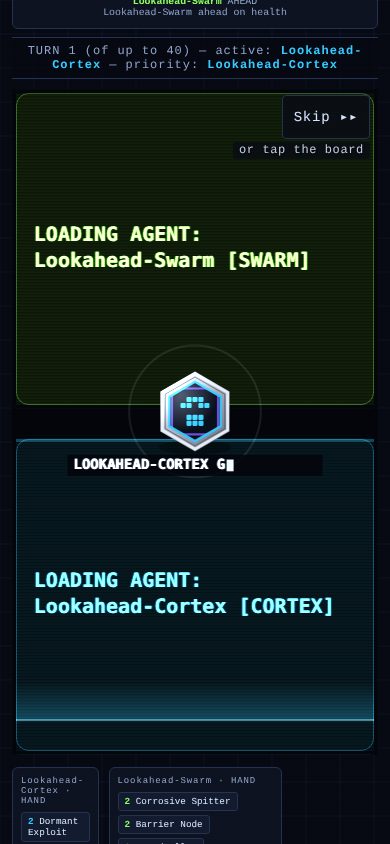 Lookahead-Swarm AHEAD
Lookahead-Swarm ahead on health
TURN 1 (of up to 40) — active: Lookahead-
Cortex — priority: Lookahead-Cortex
Skip ▸▸
or tap the board
LOADING AGENT:
Lookahead-Swarm [SWARM]
LOOKAHEAD-CORTEX G
LOADING AGENT:
Lookahead-Cortex [CORTEX]
Lookahead-
Cortex ·
HAND
2 Dormant
Exploit
Lookahead-Swarm · HAND
2 Corrosive Spitter
2 Barrier Node